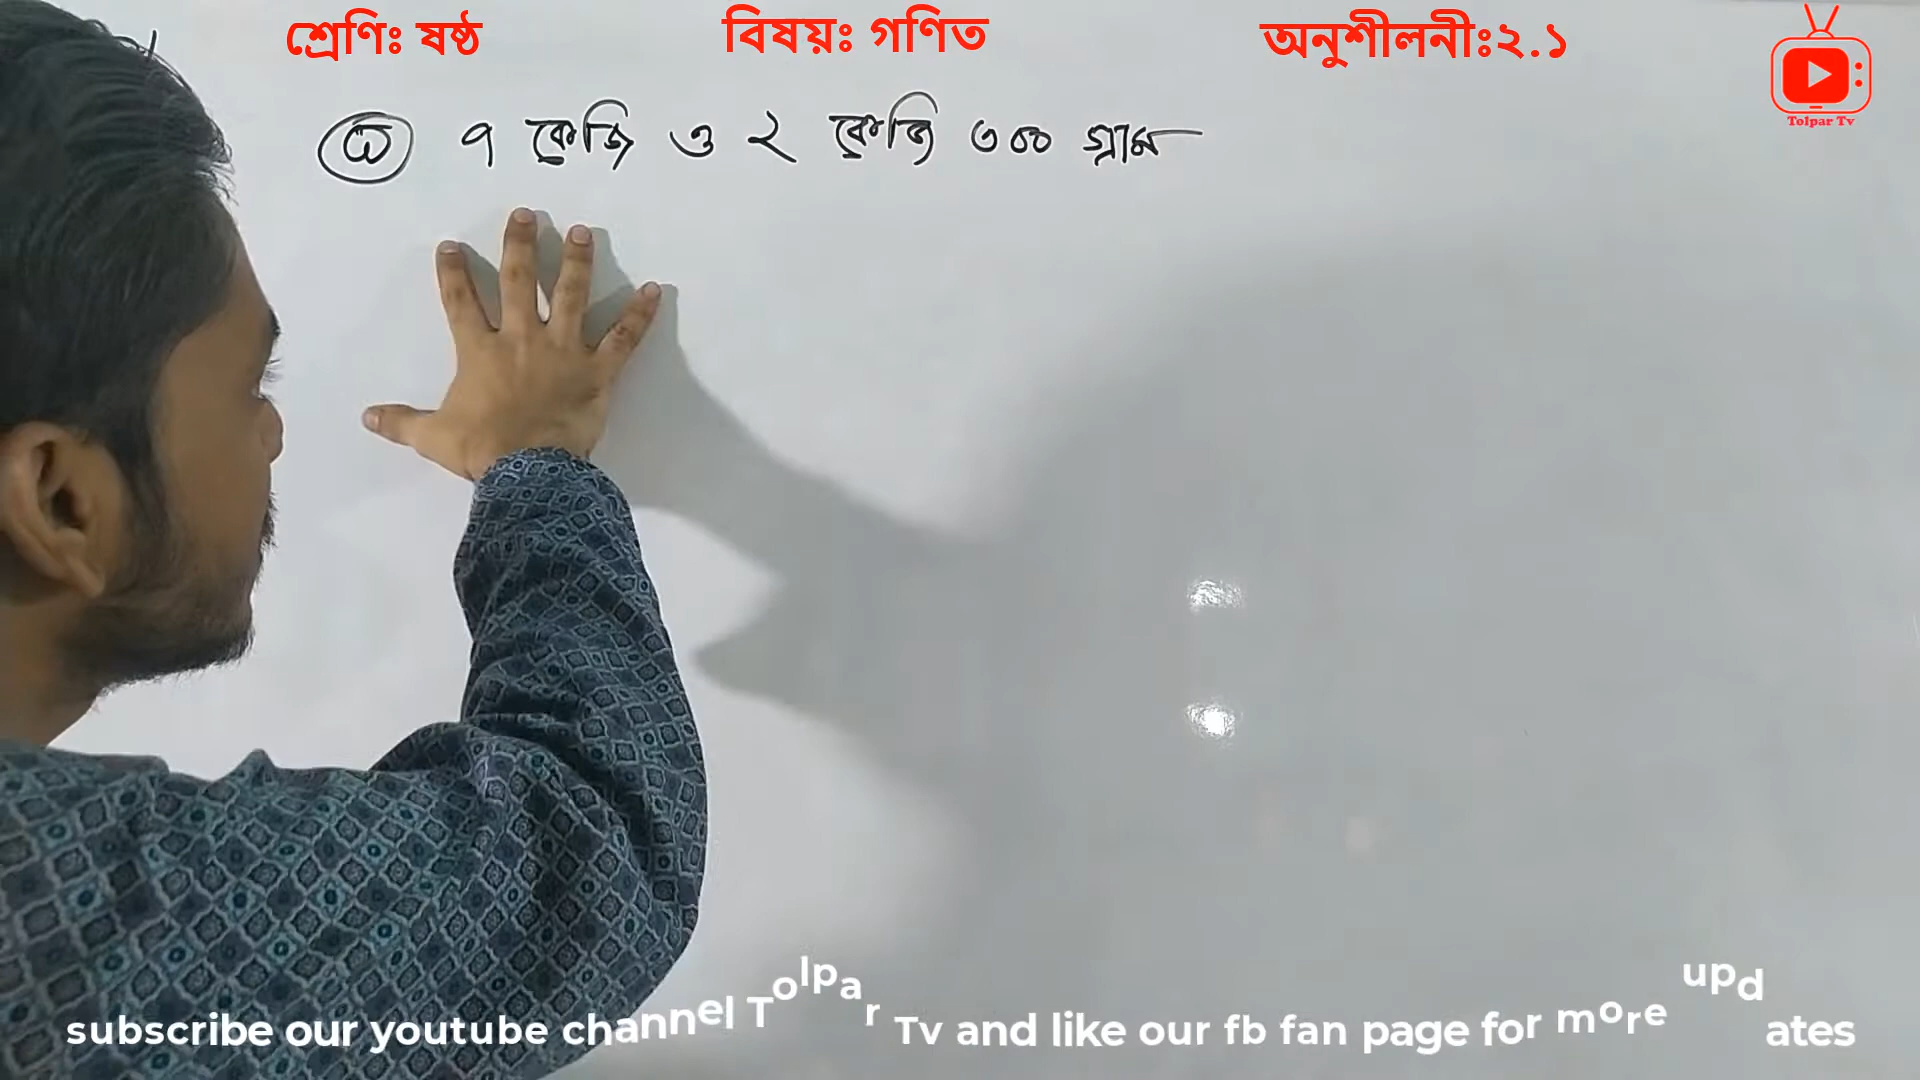 শ্রেণিঃ ষষ্ঠ বিষয়ঃ গণিত অনুশীলনীঃ২.১
Tolpar Tv
৭ কেজি ও ২ কেজি ৩০০ গ্রাম
subscribe our youtube channel Tolpar Tv and like our fb fan page for more updates